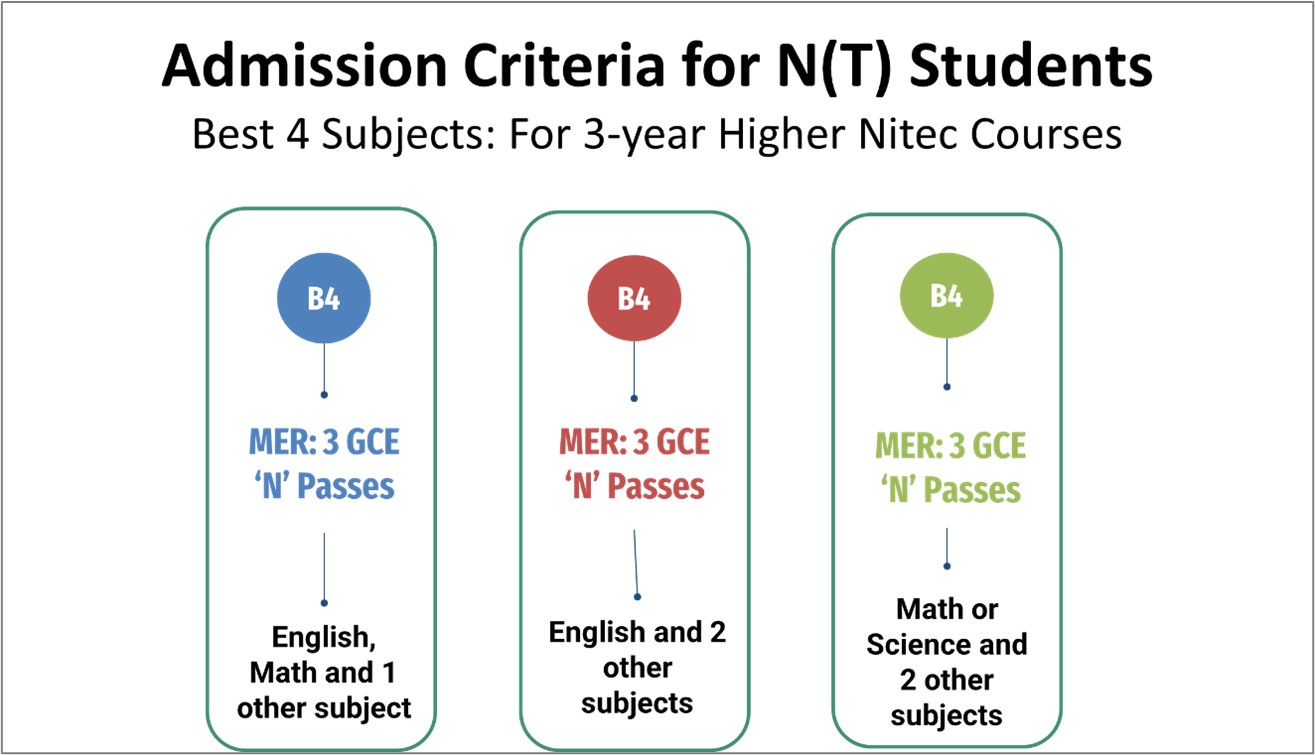 Admission Criteria for N(T) Students
Best 4 Subjects: For 3-year Higher Nitec Courses
B4
MER: 3 GCE
‘N’ Passes
English,
Math and 1
other subject
B4
MER: 3 GCE
‘N’ Passes
English and 2
other
subjects
B4
MER: 3 GCE
‘N’ Passes
Math or
Science and
2 other
subjects